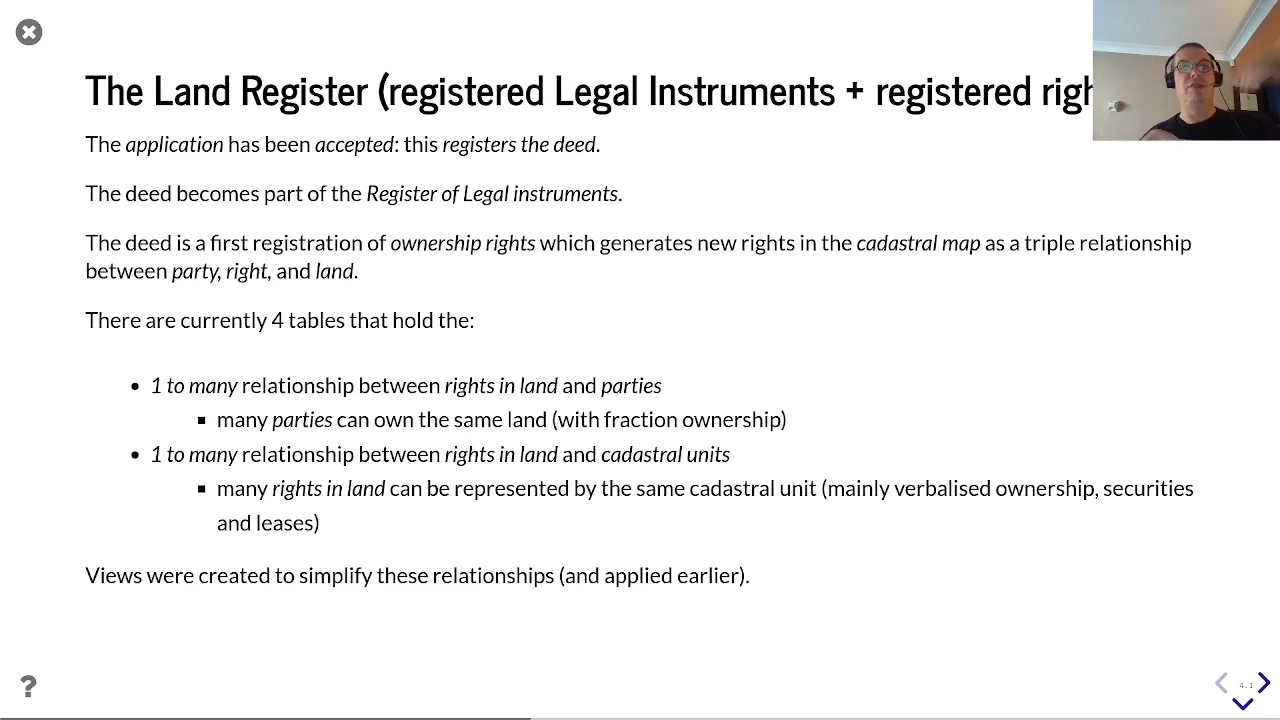 The Land Register (registered Legal Instruments + registered righ
The application has been accepted: this registers the deed.
The deed becomes part of the Register of Legal instruments.
The deed is a first registration of ownership rights which generates new rights in the cadastral map as a triple relationship
between party, right, and land.
There are currently 4 tables that hold the:
1 to many relationship between rights in land and parties
many parties can own the same land (with fraction ownership)
1 to many relationship between rights in land and cadastral units
many rights in land can be represented by the same cadastral unit (mainly verbalised ownership, securities
and leases)
Views were created to simplify these relationships (and applied earlier).
?
4.1